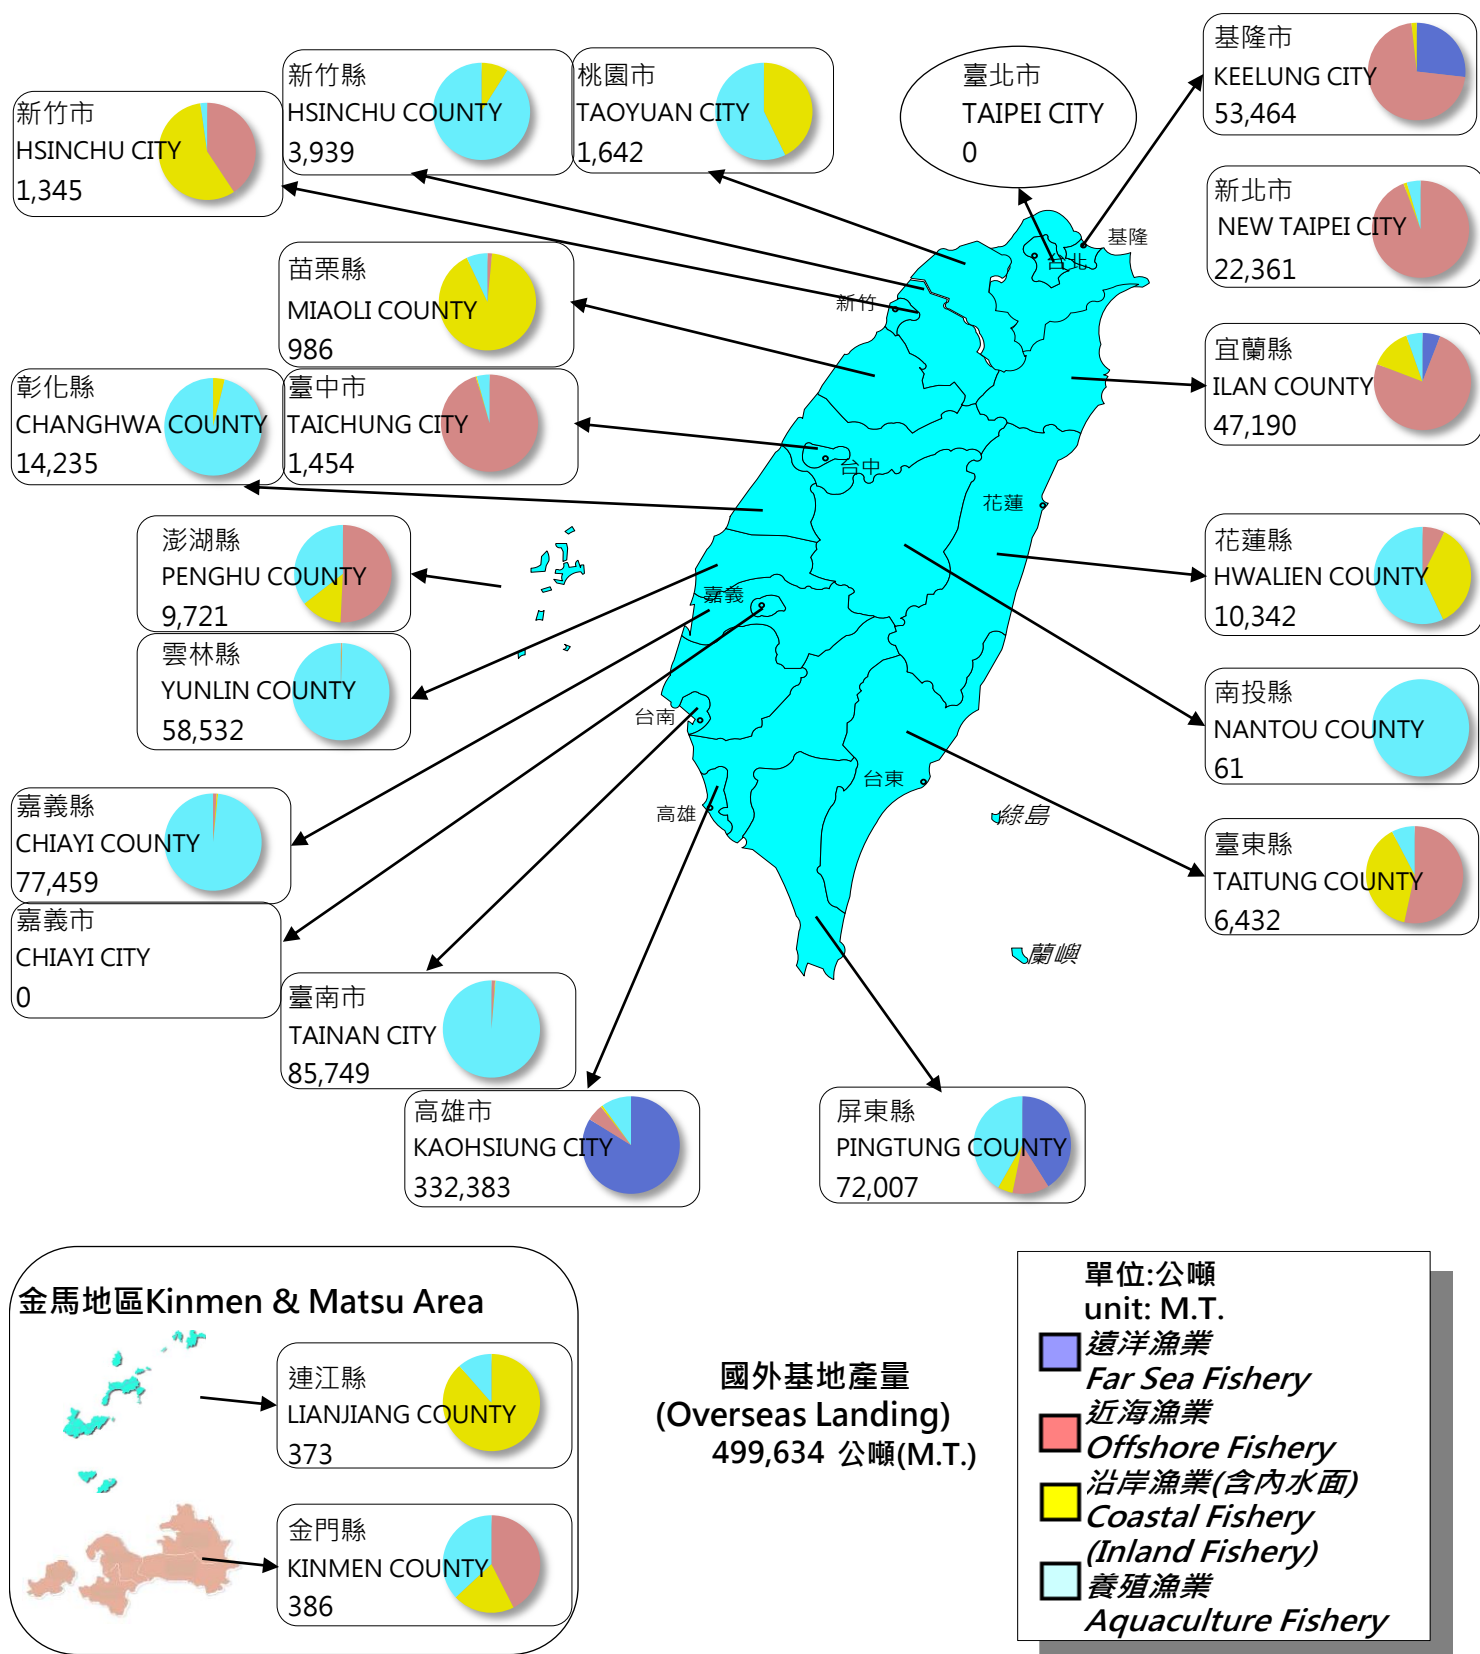 新竹市
HSINCHU CITY
1,345
新竹縣
HSINCHU COUNTY
3,939
桃園市
TAOYUAN CITY
1,642
臺北市
TAIPEI CITY
0
基隆市
KEELUNG CITY
53,464
新北市
NEW TAIPEI CITY
22,361
苗栗縣
MIAOLI COUNTY
986
宜蘭縣
ILAN COUNTY
47,190
彰化縣
CHANGHWA COUNTY
14,235
臺中市
TAICHUNG CITY
1,454
澎湖縣
PENGHU COUNTY
9,721
花蓮縣
HWALIEN COUNTY
10,342
雲林縣
YUNLIN COUNTY
58,532
南投縣
NANTOU COUNTY
61
嘉義縣
CHIAYI COUNTY
77,459
臺東縣
TAITUNG COUNTY
6,432
嘉義市
CHIAYI CITY
0
臺南市
TAINAN CITY
85,749
高雄市
KAOHSIUNG CITY
332,383
屏東縣
PINGTUNG COUNTY
72,007
基隆
台北
新竹
台中
花蓮
嘉義
台南
台東
高雄
綠島
蘭嶼
金馬地區Kinmen & Matsu Area
連江縣
LIANJIANG COUNTY
373
金門縣
KINMEN COUNTY
386
國外基地產量
(Overseas Landing)
499,634 公噸(M.T.)
單位:公噸
unit: M.T.
遠洋漁業
Far Sea Fishery
近海漁業
Offshore Fishery
沿岸漁業(含內水面)
Coastal Fishery
(Inland Fishery)
養殖漁業
Aquaculture Fishery